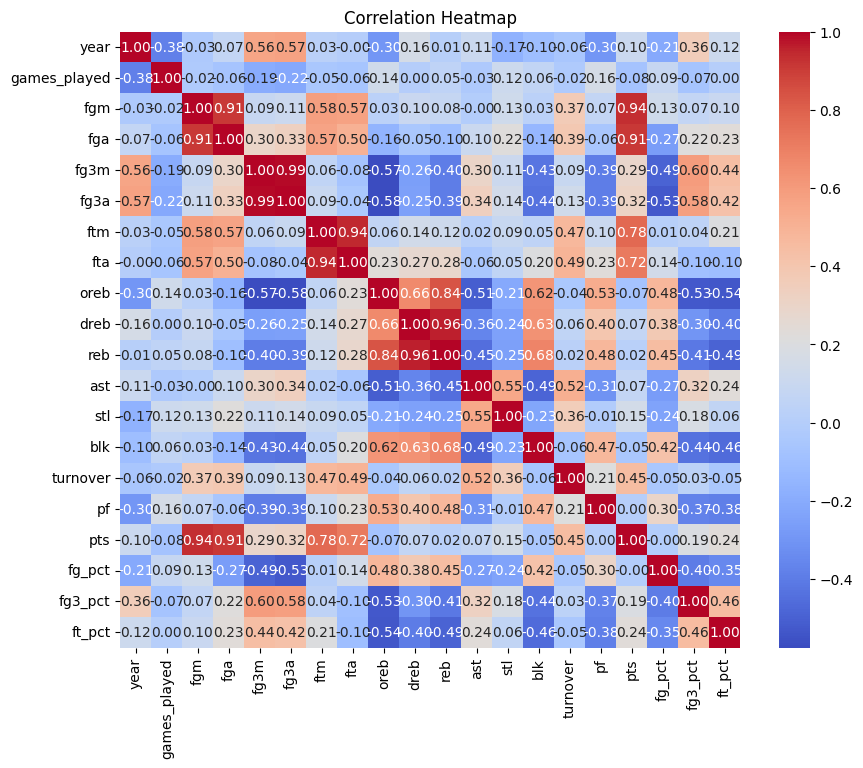 Correlation Heatmap
year 1.00 -0.38 -0.03 0.07 0.56 0.57 0.03 -0.00 -0.30 0.16 0.01 0.11 -0.17 -0.10 -0.06 -0.30 0.10 -0.21 0.36 0.12
games_played -0.38 1.00 -0.02 -0.06 -0.19 -0.22 -0.05 -0.06 0.14 0.00 0.05 -0.03 0.12 0.06 -0.02 0.16 -0.08 0.09 -0.07 0.00
fgm -0.03 -0.02 1.00 0.91 0.09 0.11 0.58 0.57 0.03 0.10 0.08 -0.00 0.13 0.03 0.37 0.07 0.94 0.13 0.07 0.10
fga 0.07 -0.06 0.91 1.00 0.30 0.33 0.57 0.50 -0.16 -0.05 -0.10 0.10 0.22 -0.14 0.39 -0.06 0.91 -0.27 0.22 0.23
fg3m 0.56 -0.19 0.09 0.30 1.00 0.99 0.06 -0.08 -0.57 -0.26 -0.40 0.30 0.11 -0.43 0.09 -0.39 0.29 -0.49 0.60 0.44
fg3a 0.57 -0.22 0.11 0.33 0.99 1.00 0.09 -0.04 -0.58 -0.25 -0.39 0.34 0.14 -0.44 0.13 -0.39 0.32 -0.53 0.58 0.42
ftm 0.03 -0.05 0.58 0.57 0.06 0.09 1.00 0.94 0.06 0.14 0.12 0.02 0.09 0.05 0.47 0.10 0.78 0.01 0.04 0.21
fta -0.00 -0.06 0.57 0.50 -0.08 -0.04 0.94 1.00 0.23 0.27 0.28 -0.06 0.05 0.20 0.49 0.23 0.72 0.14 -0.10 -0.10
oreb -0.30 0.14 0.03 -0.16 -0.57 -0.58 0.06 0.23 1.00 0.66 0.84 -0.51 -0.21 0.62 -0.04 0.53 -0.07 0.48 -0.53 -0.54
dreb 0.16 0.00 0.10 -0.05 -0.26 -0.25 0.14 0.27 0.66 1.00 0.96 -0.36 -0.24 0.63 0.06 0.40 0.07 0.38 -0.30 -0.40
reb 0.01 0.05 0.08 -0.10 -0.40 -0.39 0.12 0.28 0.84 0.96 1.00 -0.45 -0.25 0.68 0.02 0.48 0.02 0.45 -0.41 -0.49
ast 0.11 -0.03 -0.00 0.10 0.30 0.34 0.02 -0.06 -0.51 -0.36 -0.45 1.00 0.55 -0.49 0.52 -0.31 0.07 -0.27 0.32 0.24
stl -0.17 0.12 0.13 0.22 0.11 0.14 0.09 0.05 -0.21 -0.24 -0.25 0.55 1.00 -0.23 0.36 -0.01 0.15 -0.24 0.18 0.06
blk -0.10 0.06 0.03 -0.14 -0.43 -0.44 0.05 0.20 0.62 0.63 0.68 -0.49 -0.23 1.00 -0.06 0.47 -0.05 0.42 -0.44 -0.46
turnover -0.06 -0.02 0.37 0.39 0.09 0.13 0.47 0.49 -0.04 0.06 0.02 0.52 0.36 -0.06 1.00 0.21 0.45 -0.05 0.03 -0.05
pf -0.30 0.16 0.07 -0.06 -0.39 -0.39 0.10 0.23 0.53 0.40 0.48 -0.31 -0.01 0.47 0.21 1.00 0.00 0.30 -0.37 -0.38
pts 0.10 -0.08 0.94 0.91 0.29 0.32 0.78 0.72 -0.07 0.07 0.02 0.07 0.15 -0.05 0.45 0.00 1.00 -0.00 0.19 0.24
fg_pct -0.21 0.09 0.13 -0.27 -0.49 -0.53 0.01 0.14 0.48 0.38 0.45 -0.27 -0.24 0.42 -0.05 0.30 -0.00 1.00 -0.40 -0.35
fg3_pct 0.36 -0.07 0.07 0.22 0.60 0.58 0.04 -0.10 -0.53 -0.30 -0.41 0.32 0.18 -0.44 0.03 -0.37 0.19 -0.40 1.00 0.46
ft_pct 0.12 0.00 0.10 0.23 0.44 0.42 0.21 -0.10 -0.54 -0.40 -0.49 0.24 0.06 -0.46 -0.05 -0.38 0.24 -0.35 0.46 1.00
year games_played fgm fga fg3m fg3a ftm fta oreb dreb reb ast stl blk turnover pf pts fg_pct fg3_pct ft_pct
1.0
0.8
0.6
0.4
0.2
0.0
−0.2
−0.4